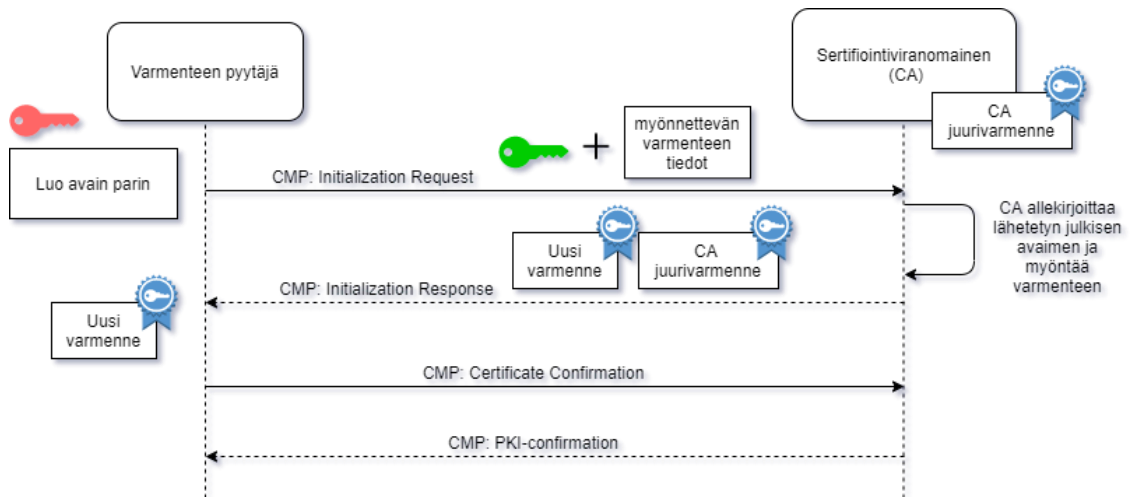 Varmenteen pyytäjä
Sertifiointiviranomainen
(CA)
CA
juurivarmenne
Luo avain parin
+
myönnettevän
varmenteen
tiedot
CMP: Initialization Request
CA allekirjoittaa
lähetetyn julkisen
avaimen ja
myöntää
varmenteen
Uusi
varmenne
CA
juurivarmenne
CMP: Initialization Response
Uusi
varmenne
CMP: Certificate Confirmation
CMP: PKI-confirmation